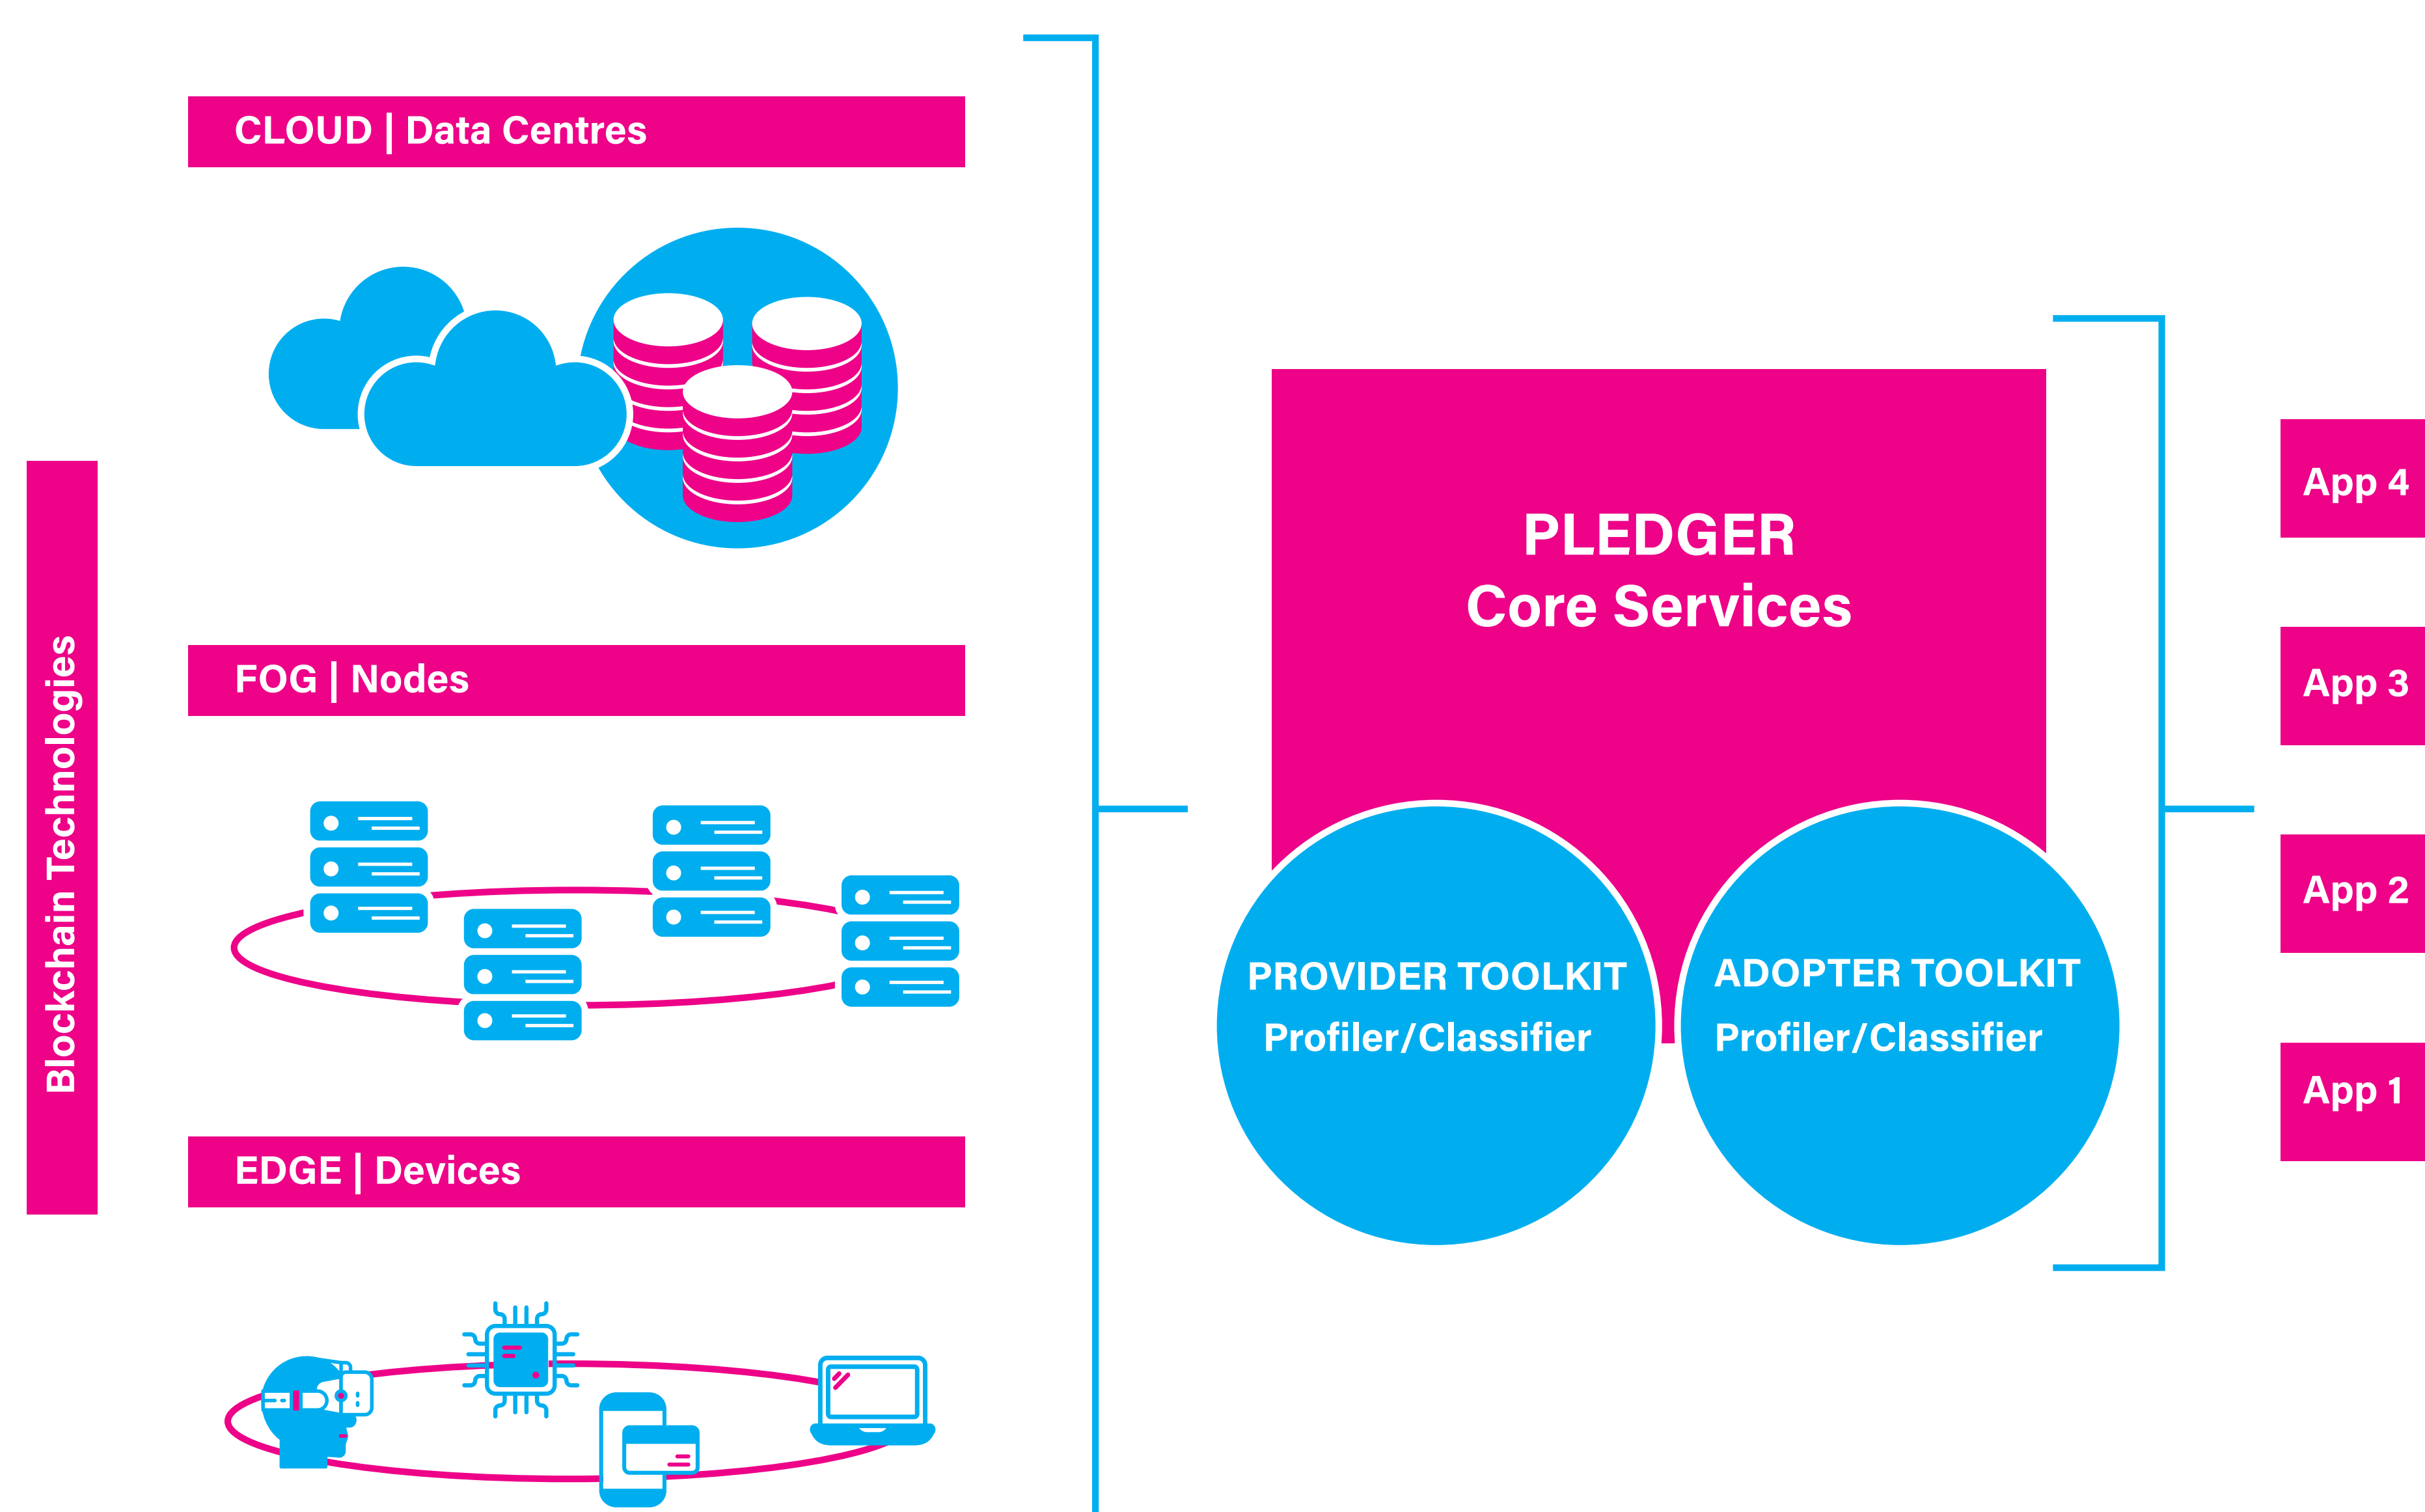 Blockchain Technologies
CLOUD | Data Centres
FOG | Nodes
EDGE | Devices
PLEDGER
Core Services
PROVIDER TOOLKIT
Profiler/Classifier
ADOPTER TOOLKIT
Profiler/Classifier
App 4
App 3
App 2
App 1